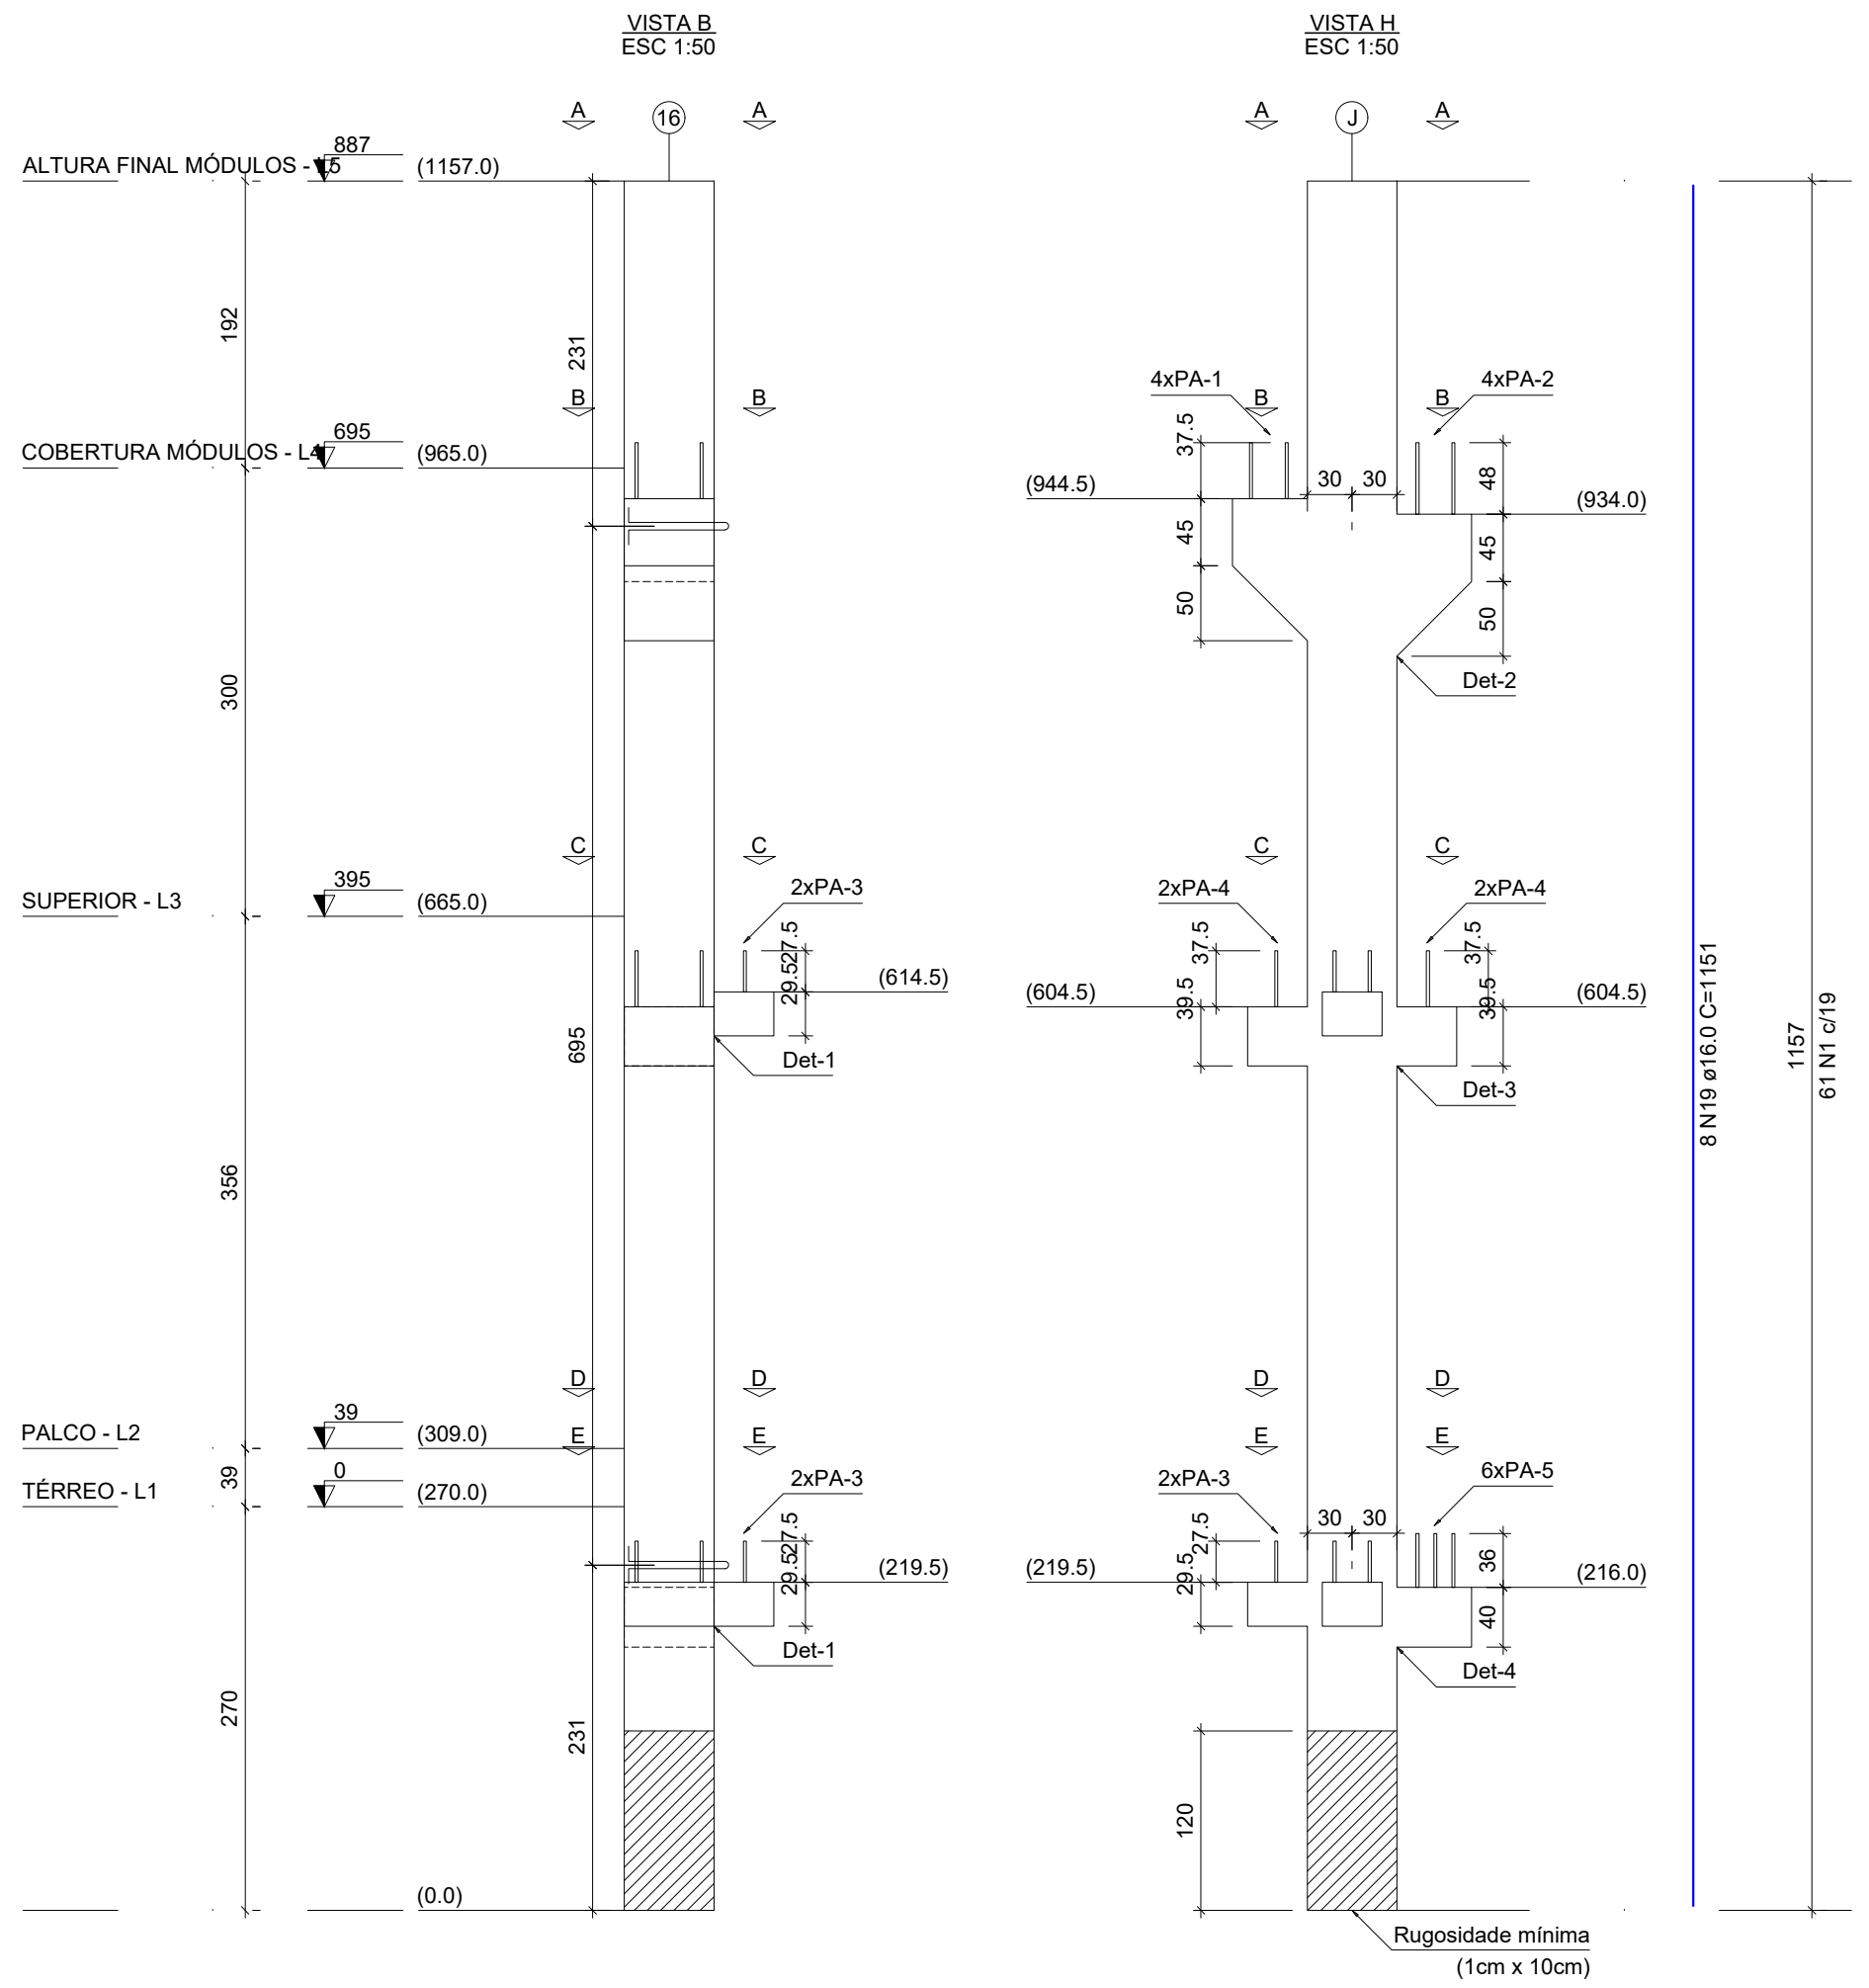 VISTA B
ESC 1:50
VISTA H
ESC 1:50
A
16
A
A
J
A
887
ALTURA FINAL MÓDULOS - L5
(1157.0)
192
231
4xPA-1
4xPA-2
B
B
B
B
695
COBERTURA MÓDULOS - L4
(965.0)
37.5
30
30
48
(944.5)
(934.0)
45
45
50
50
Det-2
300
C
C
C
C
395
SUPERIOR - L3
(665.0)
2xPA-3
2xPA-4
2xPA-4
27.5
29.5
(614.5)
37.5
39.5
(604.5)
37.5
39.5
(604.5)
695
Det-1
Det-3
8 N19 ø16.0 C=1151
1157
61 N1 c/19
356
D
D
D
D
39
PALCO - L2
(309.0)
E
E
E
E
39
0
TÉRREO - L1
(270.0)
2xPA-3
2xPA-3
6xPA-5
27.5
29.5
(219.5)
(219.5)
27.5
29.5
30
30
36
(216.0)
40
Det-1
Det-4
270
231
120
(0.0)
Rugosidade mínima
(1cm x 10cm)